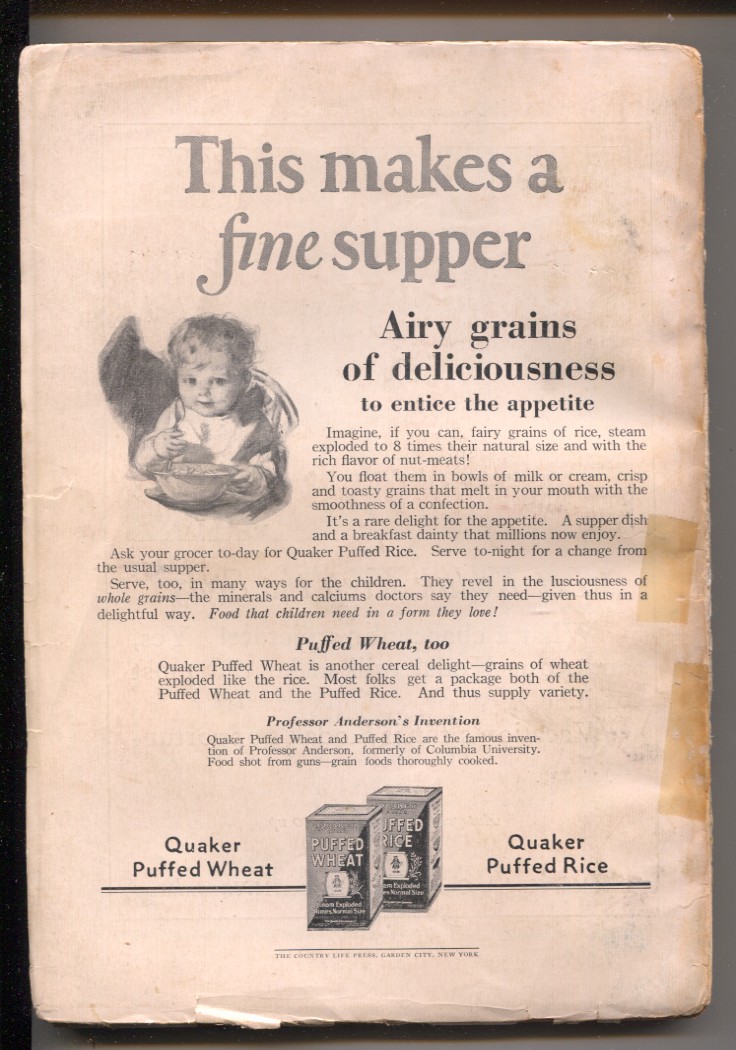 This makes a
fine supper
Airy grains
of deliciousness
to entice the appetite
Imagine, if you can, fairy grains of rice, steam
exploded to 8 times their natural size and with the
rich flavor of nut-meats!
You float them in bowls of milk or cream, crisp
and toasty grains that melt in your mouth with the
smoothness of a confection.
It's a rare delight for the appetite. A supper dish
and a breakfast dainty that millions now enjoy.
Ask your grocer to-day for Quaker Puffed Rice. Serve to-night for a change from
the usual supper.
Serve, too, in many ways for the children. They revel in the lusciousness of
whole grains—the minerals and calciums doctors say they need—given thus in a
delightful way. Food that children need in a form they love!
Puffed Wheat, too
Quaker Puffed Wheat is another cereal delight—grains of wheat
exploded like the rice. Most folks get a package both of the
Puffed Wheat and the Puffed Rice. And thus supply variety.
Professor Anderson's Invention
Quaker Puffed Wheat and Puffed Rice are the famous inven-
tion of Professor Anderson, formerly of Columbia University.
Food shot from guns—grain foods thoroughly cooked.
Quaker
Puffed Wheat
PUFFED
WHEAT
Steam Exploded
Normal Size
UFFED
RICE
am Exploded
es Normal Size
Quaker
Puffed Rice
THE COUNTRY LIFE PRESS, GARDEN CITY, NEW YORK